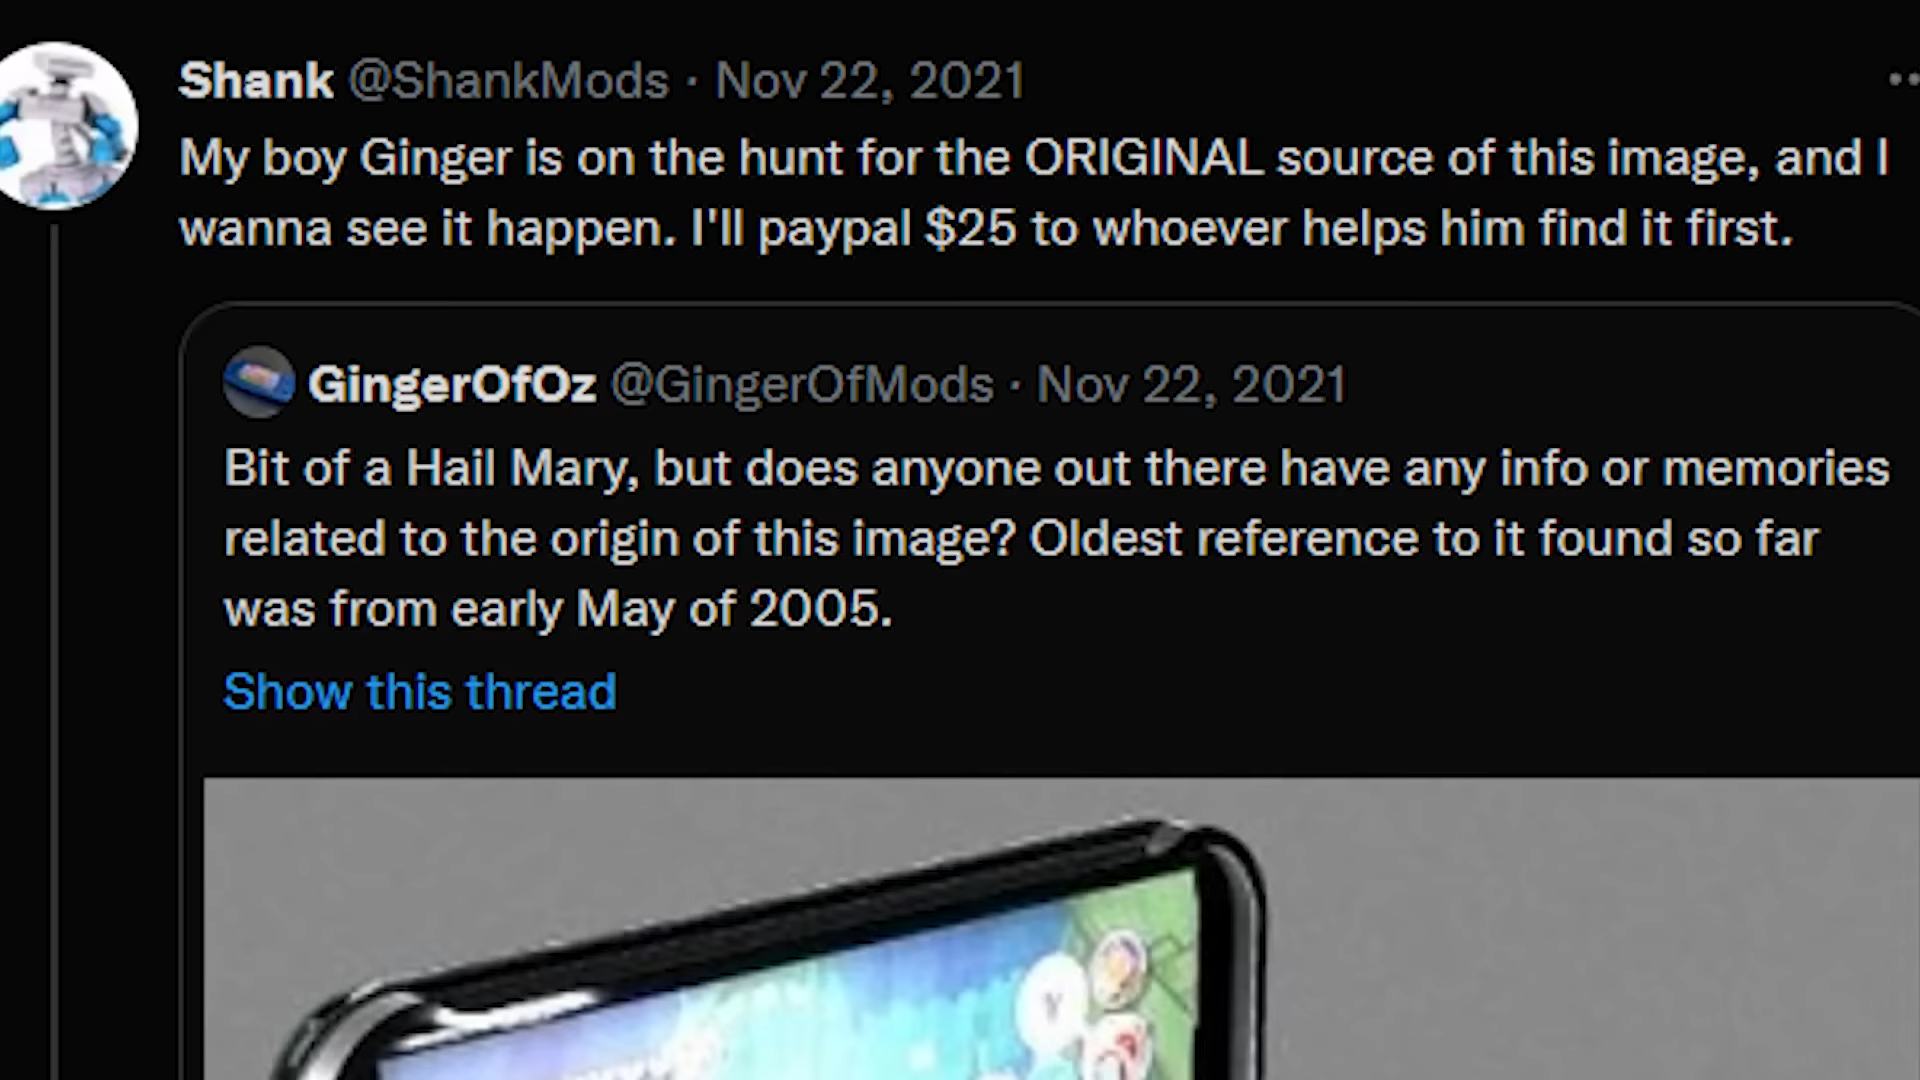 Shank @ShankMods · Nov 22, 2021
My boy Ginger is on the hunt for the ORIGINAL source of this image, and I
wanna see it happen. I'll paypal $25 to whoever helps him find it first.
GingerOfOz @GingerOfMods · Nov 22, 2021
Bit of a Hail Mary, but does anyone out there have any info or memories
related to the origin of this image? Oldest reference to it found so far
was from early May of 2005.
Show this thread
Y